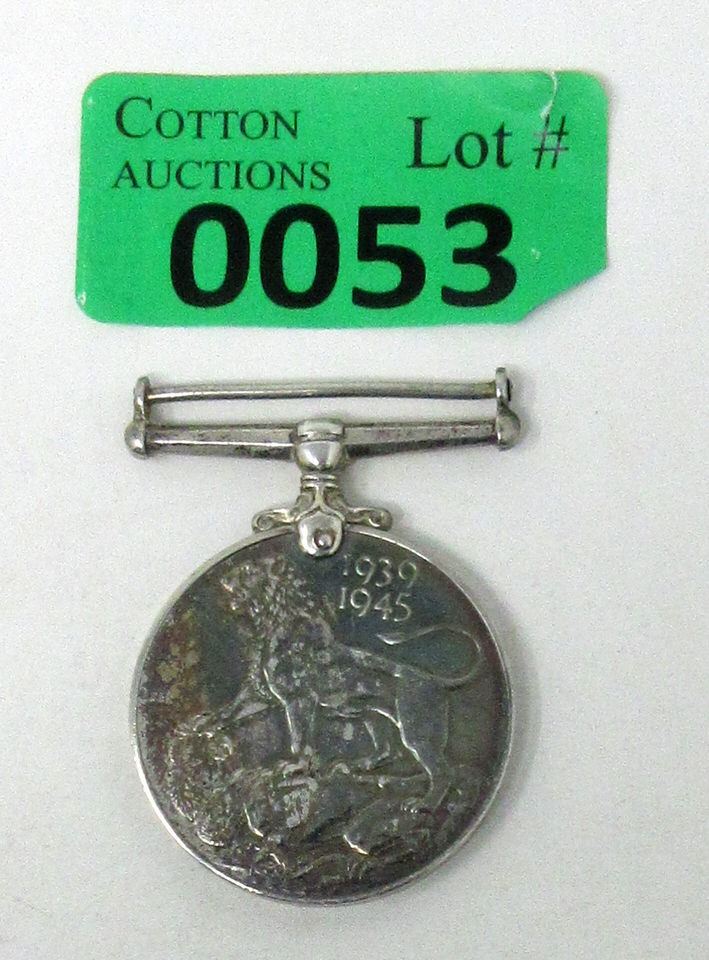 COTTON
AUCTIONS
Lot #
0053
1939
1945